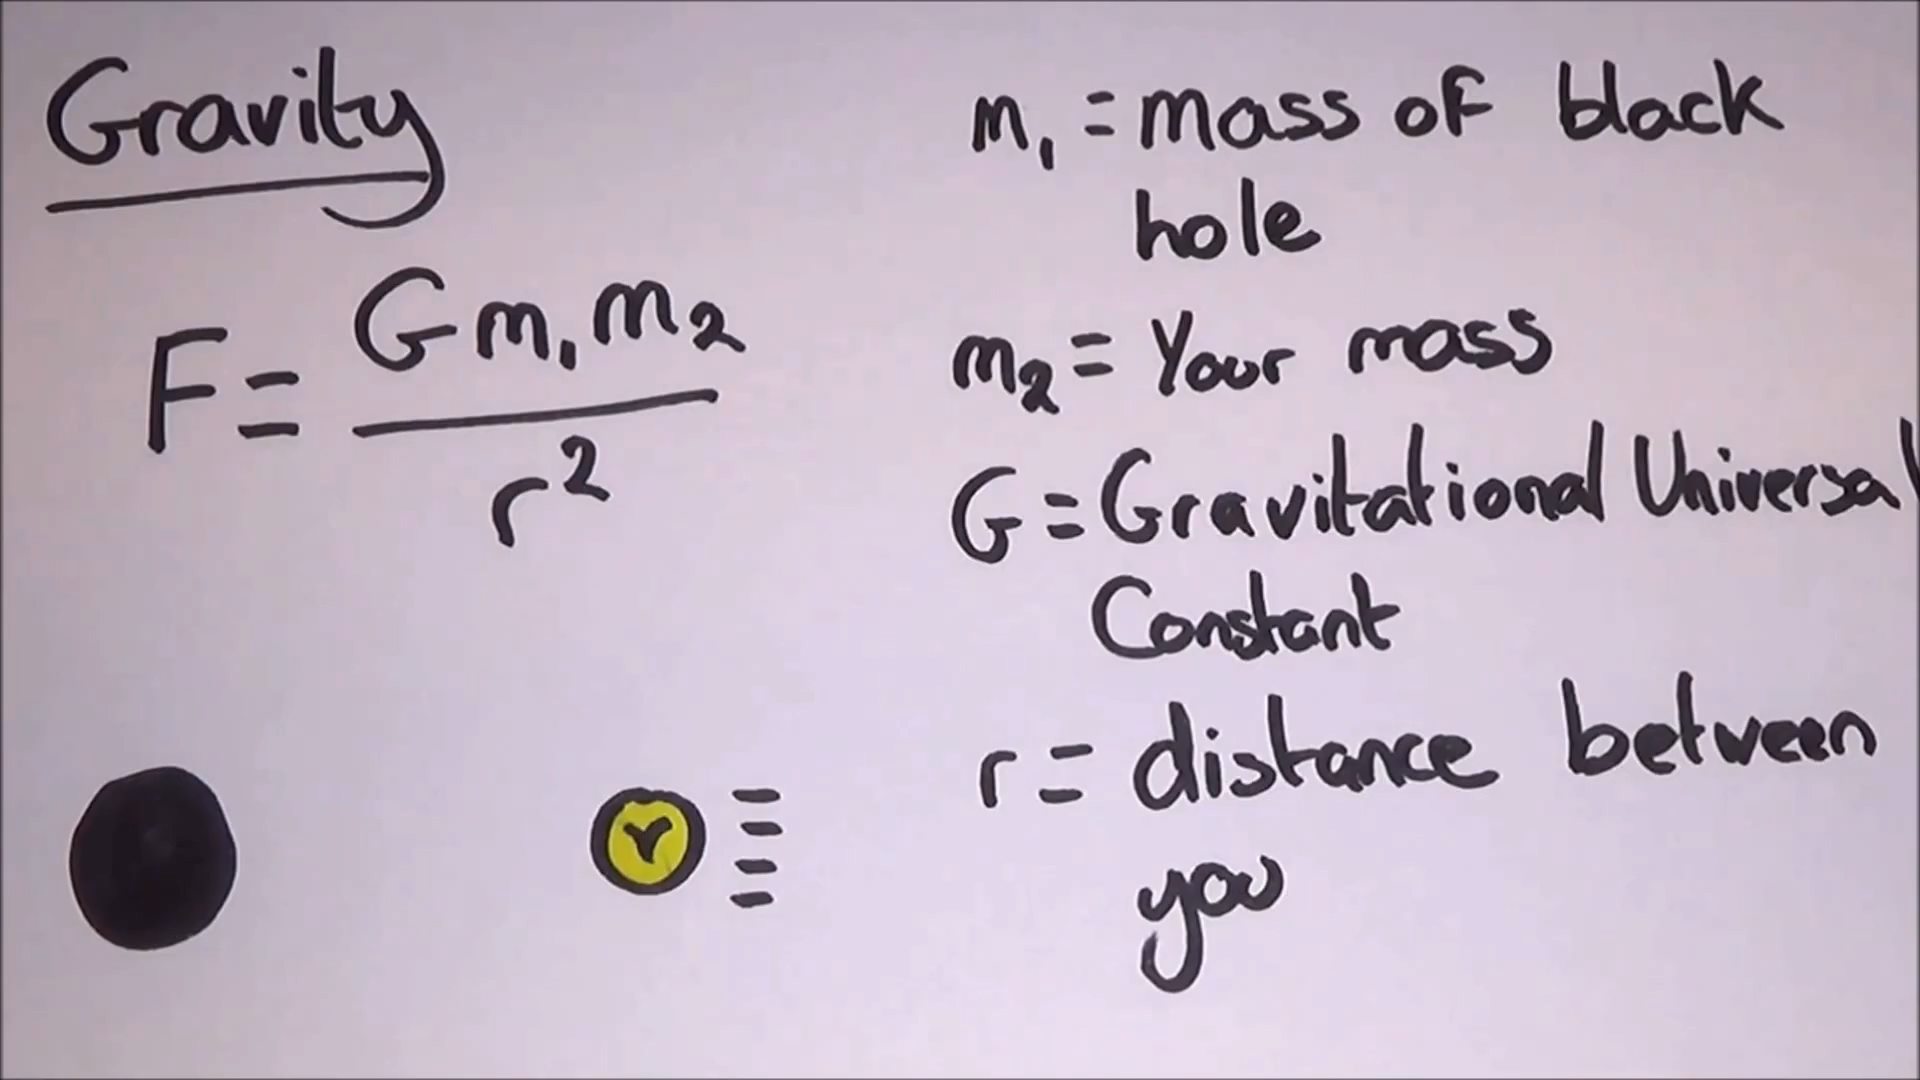 Gravity
F = Gm₁m₂
r²
m₁ = mass of black
hole
m₂ = Your mass
G = Gravitational Universal
Constant
r = distance between
you
Y